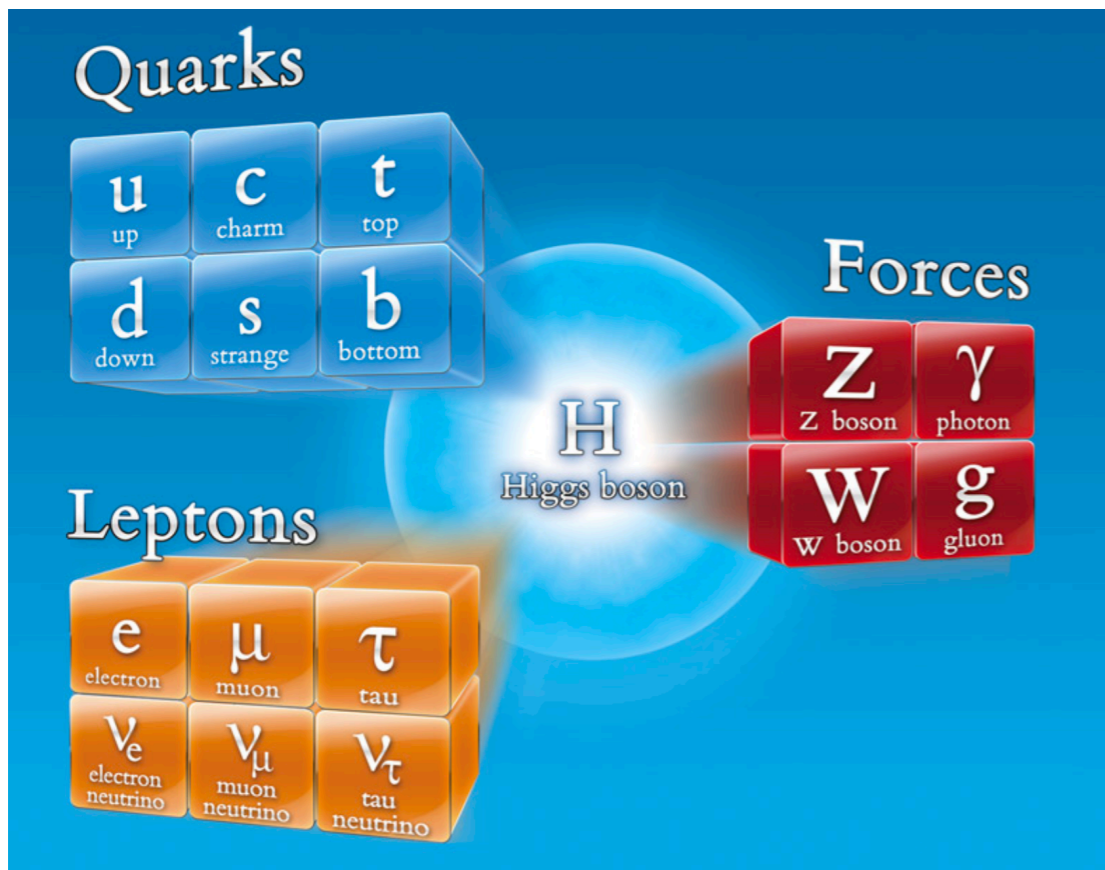 Quarks
u
up
c
charm
t
top
d
down
s
strange
b
bottom
Forces
Z
Z boson
γ
photon
W
W boson
g
gluon
H
Higgs boson
Leptons
e
electron
μ
muon
τ
tau
νe
electron
neutrino
νμ
muon
neutrino
ντ
tau
neutrino